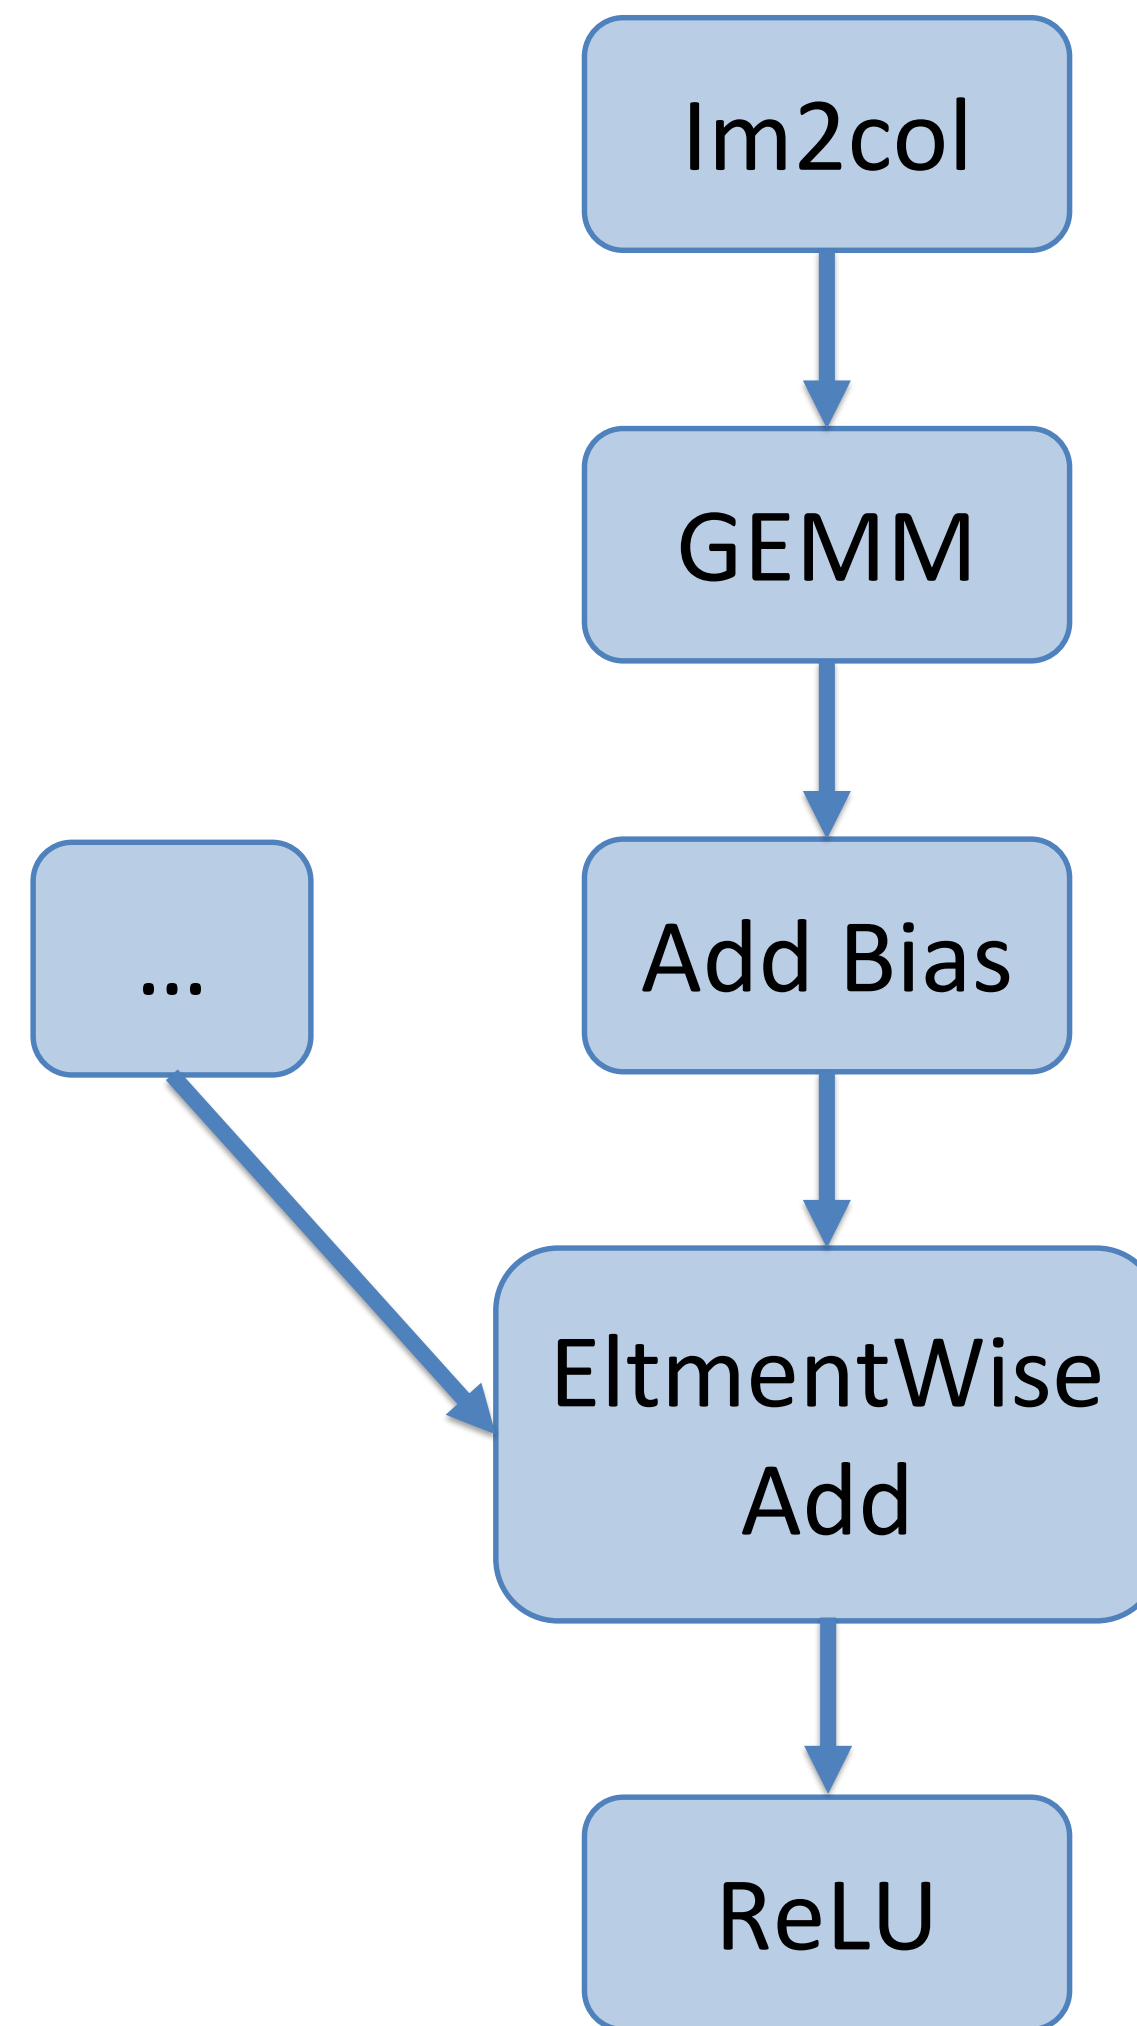 Im2col
GEMM
...
Add Bias
EltmentWise
Add
ReLU